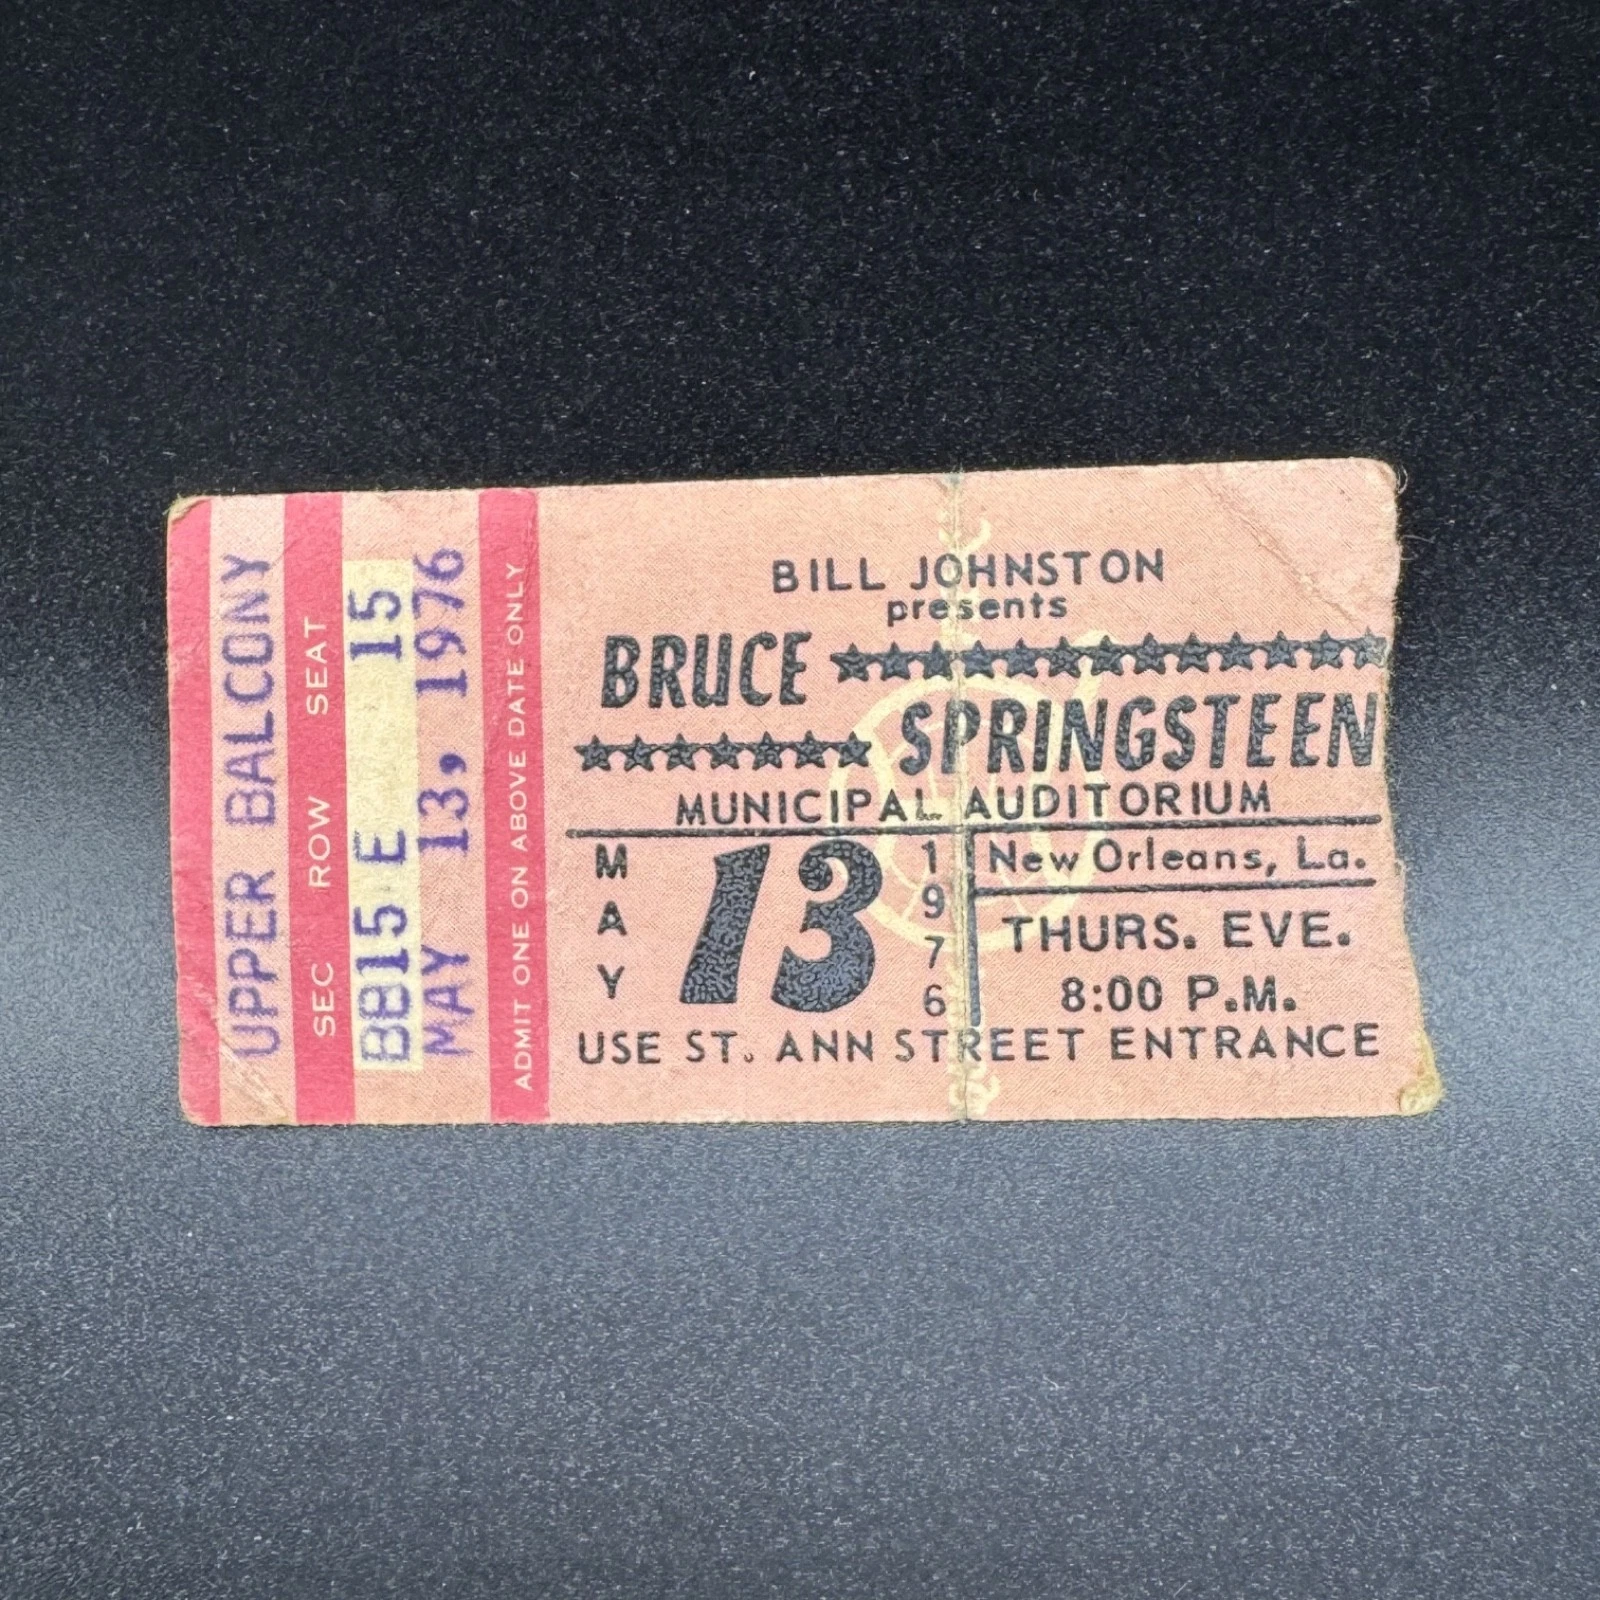 UPPER BALCONY
SEC ROW SEAT
BB15 E 15
MAY 13, 1976
ADMIT ONE ON ABOVE DATE ONLY
BILL JOHNSTON
presents
BRUCE
SPRINGSTEEN
MUNICIPAL AUDITORIUM
MAY 13 1976
New Orleans, La.
THURS. EVE.
8:00 P.M.
USE ST. ANN STREET ENTRANCE